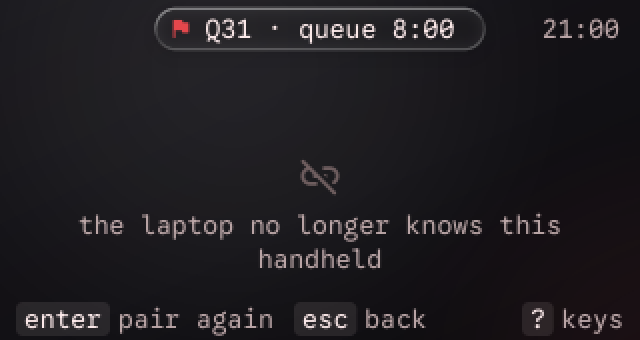 Q31 · queue 8:00
21:00
the laptop no longer knows this
handheld
enter pair again esc back ? keys